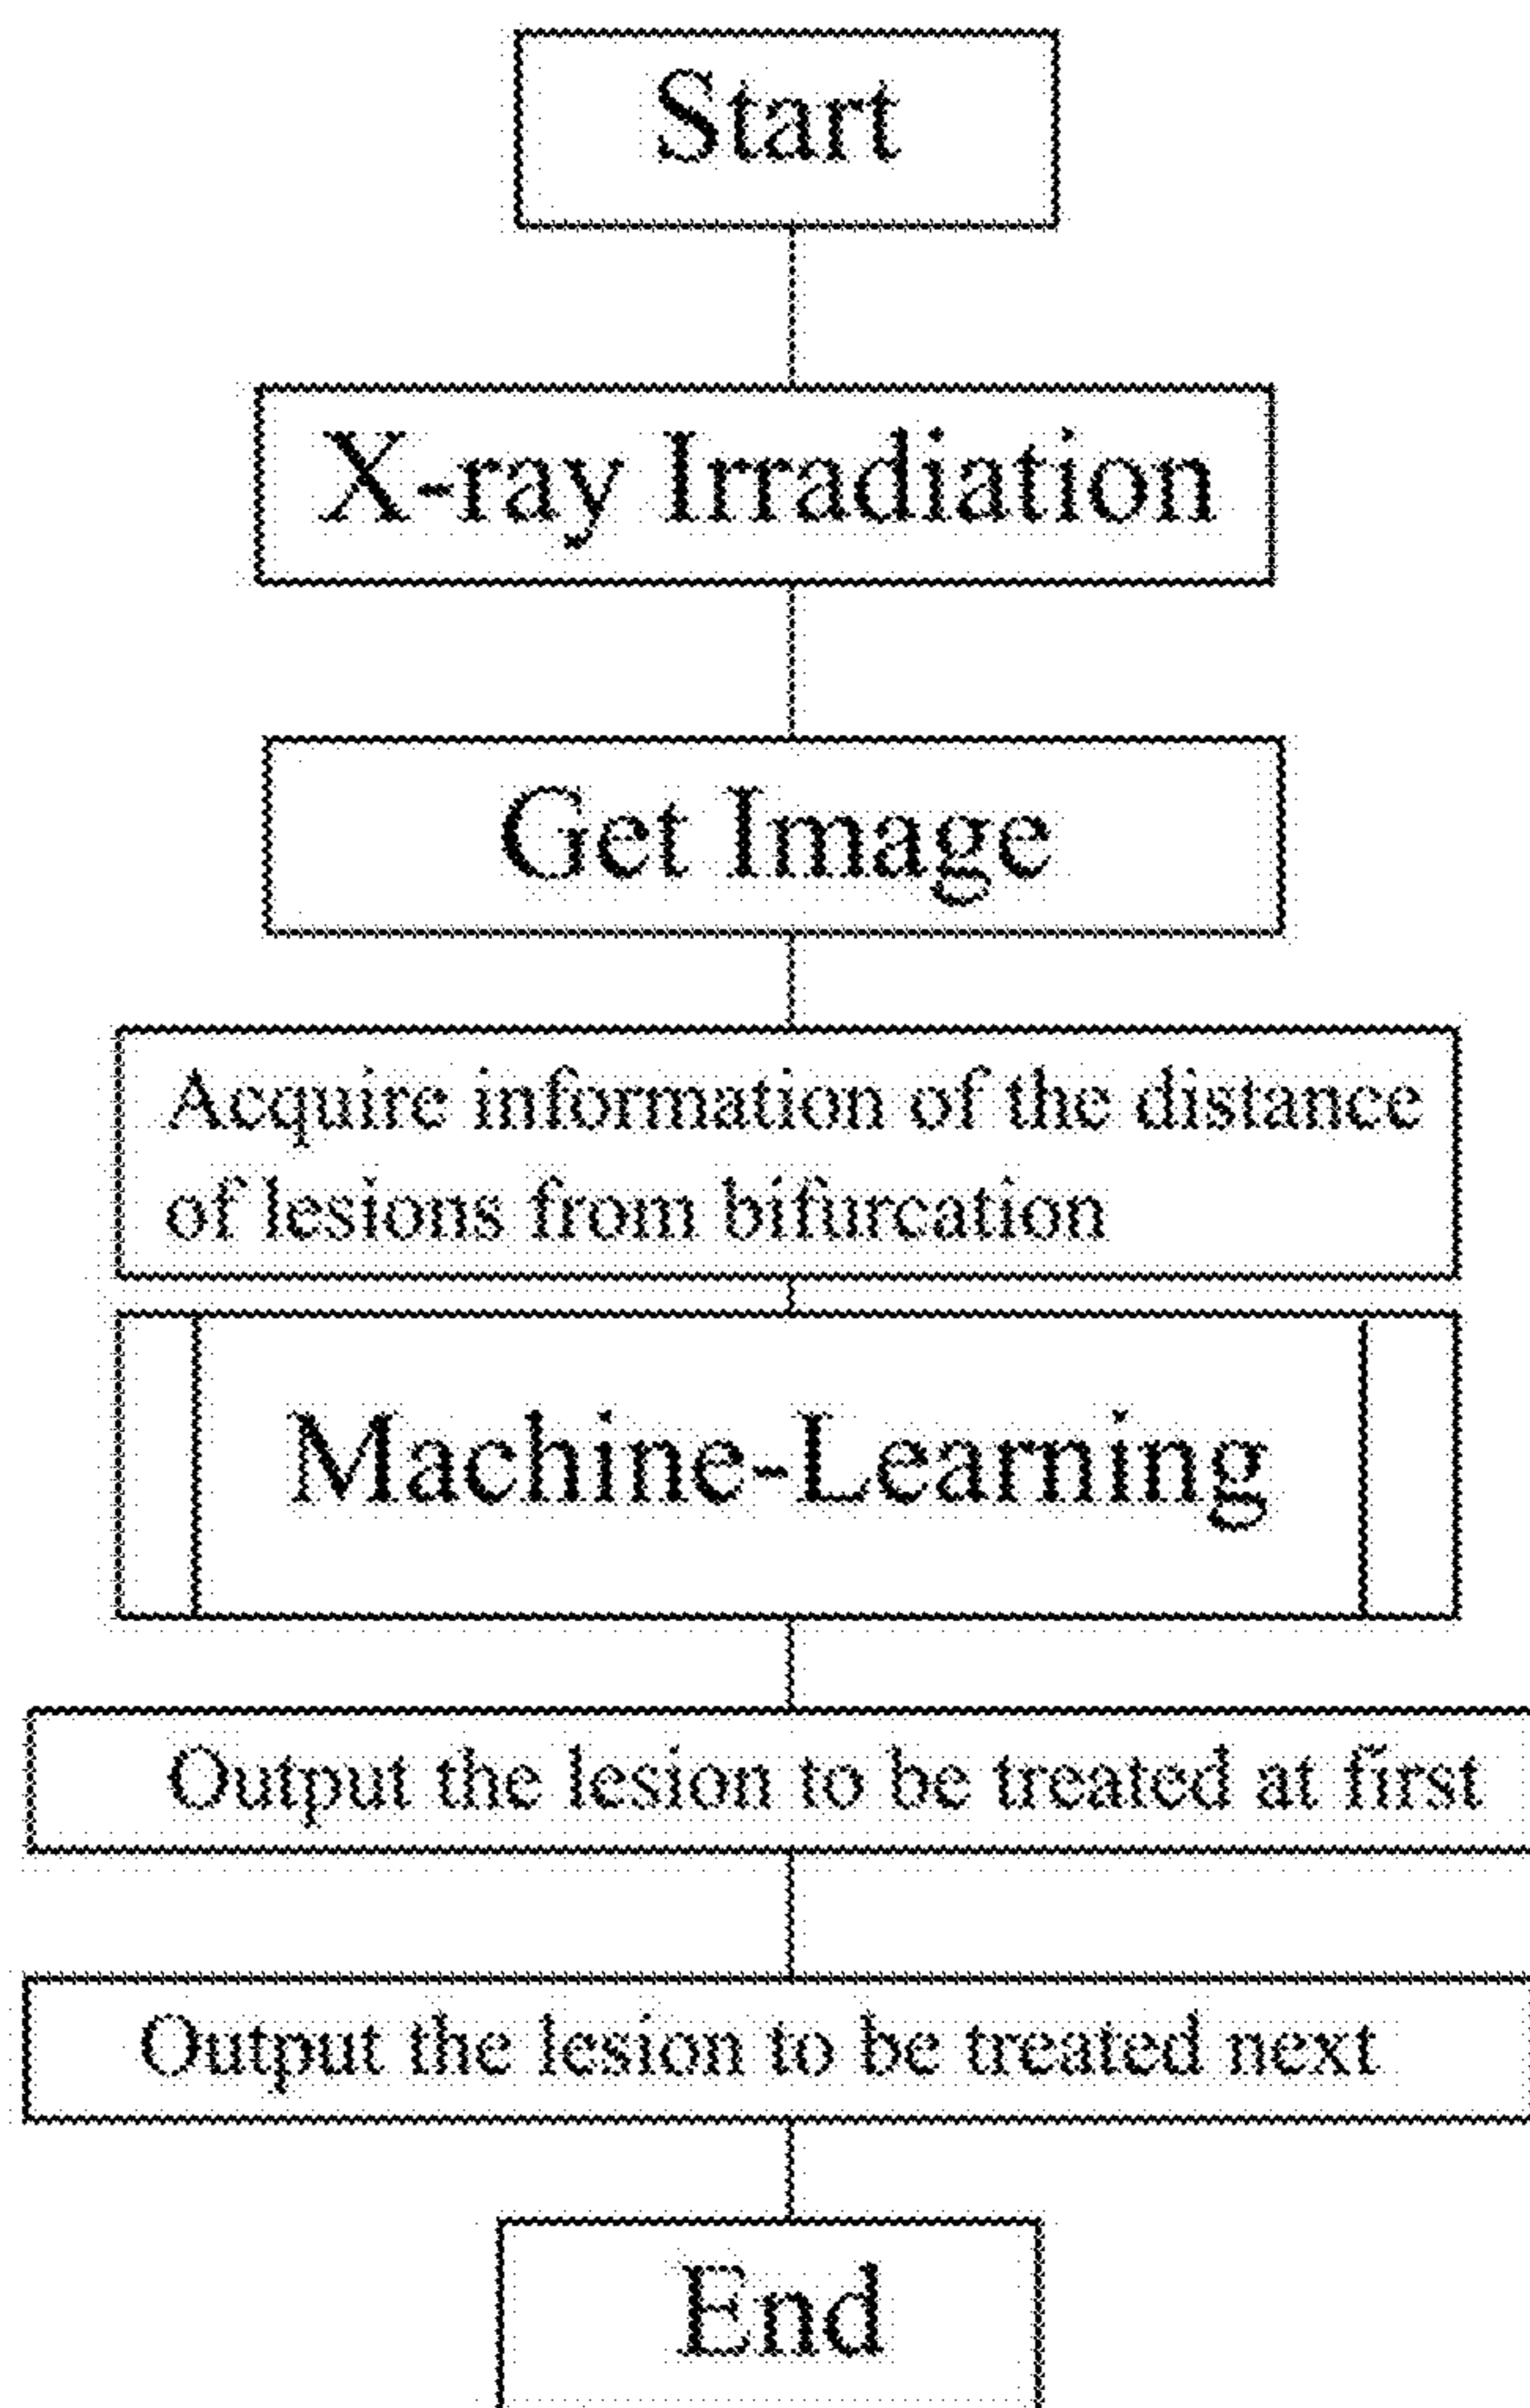 Start
X-ray Irradiation
Get Image
Acquire information of the distance
of lesions from bifurcation
Machine-Learning
Output the lesion to be treated at first
Output the lesion to be treated next
End